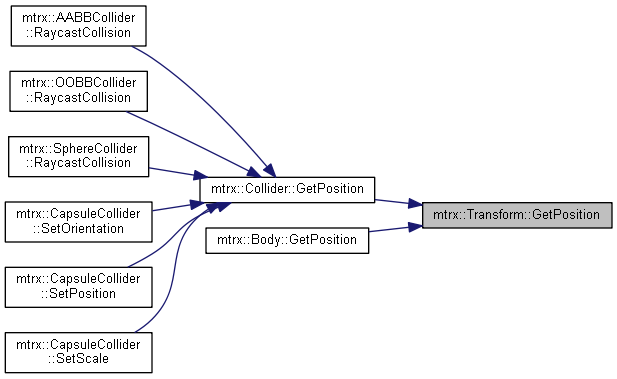 mtrx::AABBCollider
::RaycastCollision
mtrx::OOBBCollider
::RaycastCollision
mtrx::SphereCollider
::RaycastCollision
mtrx::CapsuleCollider
::SetOrientation
mtrx::CapsuleCollider
::SetPosition
mtrx::CapsuleCollider
::SetScale
mtrx::Collider::GetPosition
mtrx::Body::GetPosition
mtrx::Transform::GetPosition